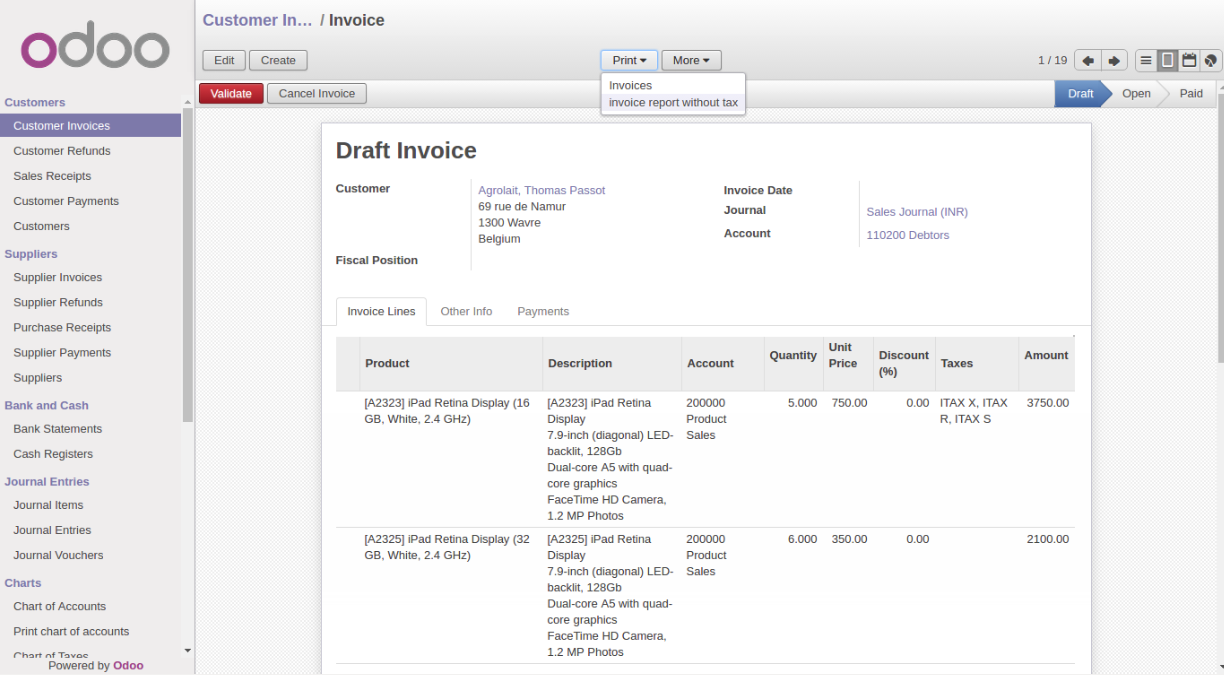 odoo
Customers
Customer Invoices
Customer Refunds
Sales Receipts
Customer Payments
Customers
Suppliers
Supplier Invoices
Supplier Refunds
Purchase Receipts
Supplier Payments
Suppliers
Bank and Cash
Bank Statements
Cash Registers
Journal Entries
Journal Items
Journal Entries
Journal Vouchers
Charts
Chart of Accounts
Print chart of accounts
Chart of Taxes
Powered by Odoo
Customer In... / Invoice
Edit Create Print More 1 / 19
Invoices
invoice report without tax
Validate Cancel Invoice Draft Open Paid
Draft Invoice
Customer
Agrolait, Thomas Passot
69 rue de Namur
1300 Wavre
Belgium
Fiscal Position
Invoice Date
Journal Sales Journal (INR)
Account 110200 Debtors
Invoice Lines Other Info Payments
Product Description Account Quantity Unit Price Discount (%) Taxes Amount
[A2323] iPad Retina Display (16
GB, White, 2.4 GHz)
[A2323] iPad Retina
Display
7.9-inch (diagonal) LED-
backlit, 128Gb
Dual-core A5 with quad-
core graphics
FaceTime HD Camera,
1.2 MP Photos
200000
Product
Sales
5.000 750.00 0.00
ITAX X, ITAX
R, ITAX S
3750.00
[A2325] iPad Retina Display (32
GB, White, 2.4 GHz)
[A2325] iPad Retina
Display
7.9-inch (diagonal) LED-
backlit, 128Gb
Dual-core A5 with quad-
core graphics
FaceTime HD Camera,
1.2 MP Photos
200000
Product
Sales
6.000 350.00 0.00 2100.00